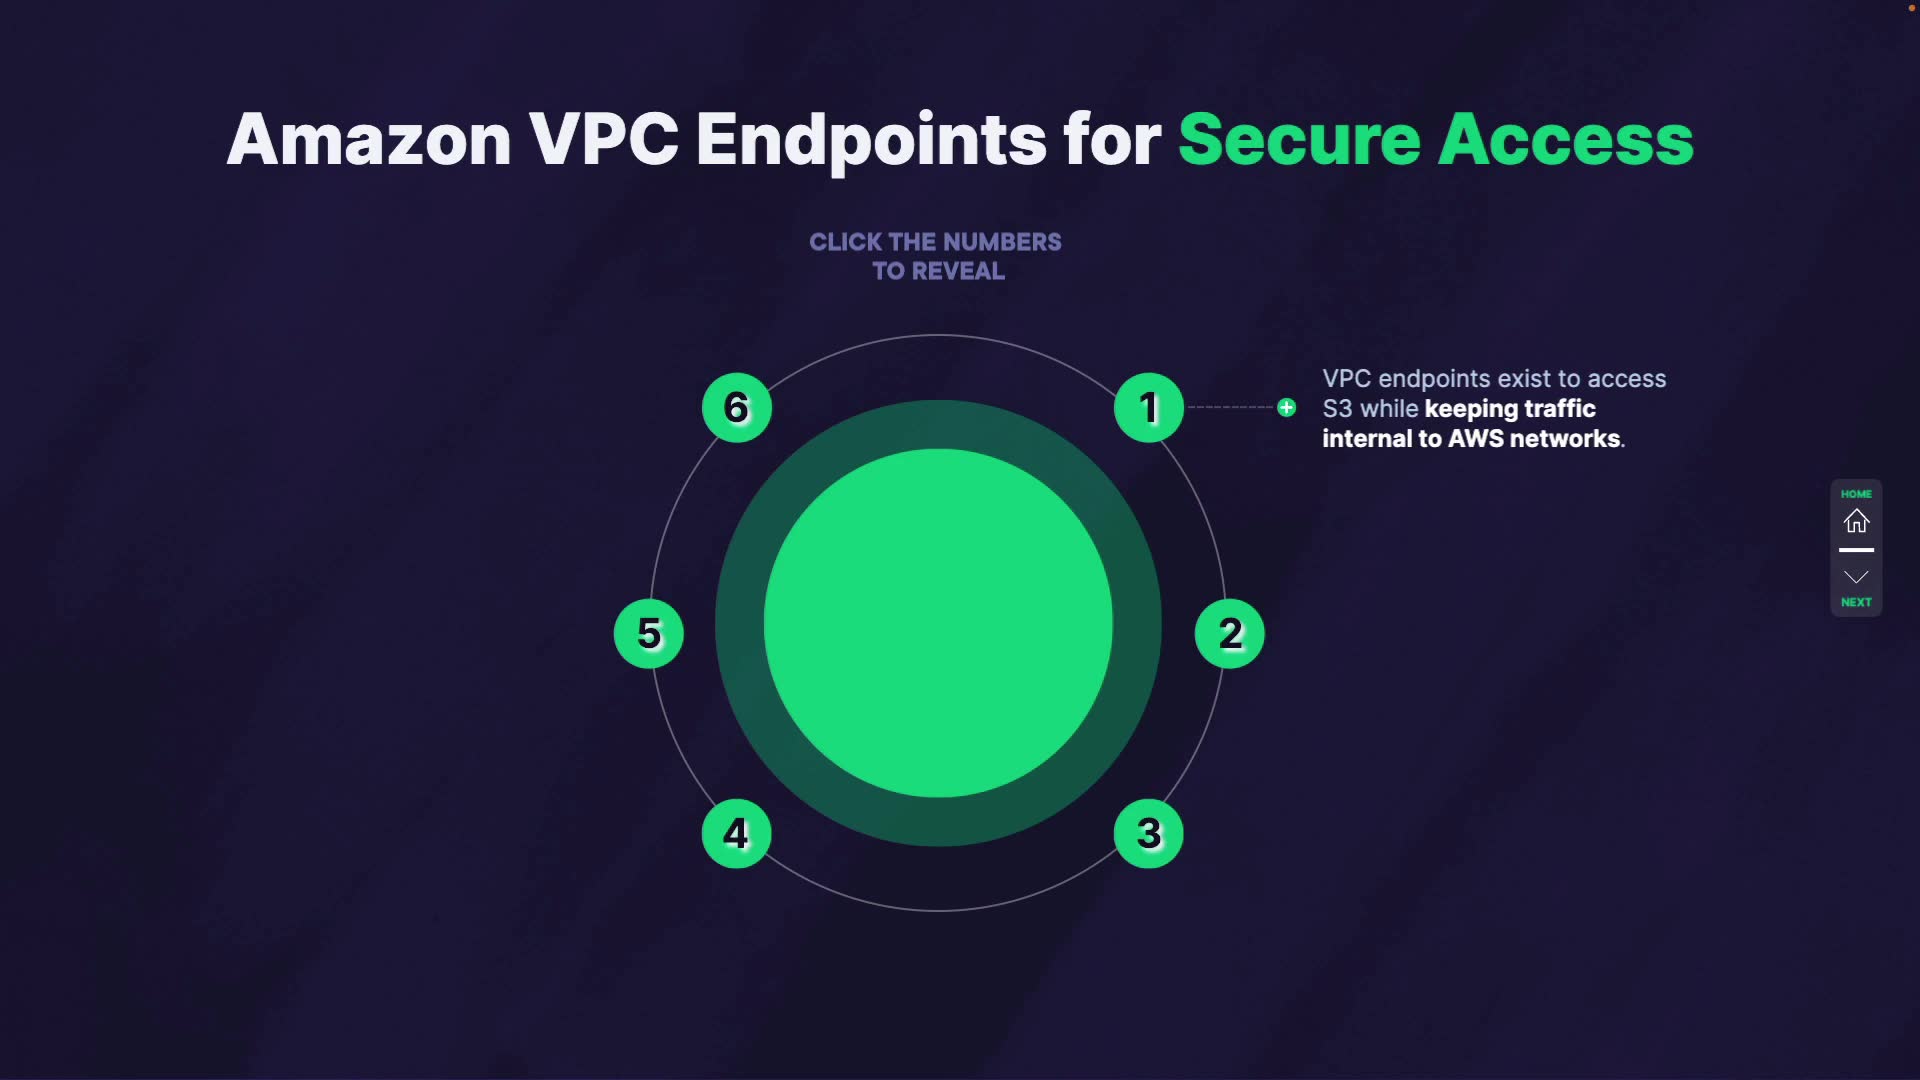 Amazon VPC Endpoints for Secure Access
CLICK THE NUMBERS
TO REVEAL
6
1
VPC endpoints exist to access
S3 while keeping traffic
internal to AWS networks.
5
2
4
3
HOME
NEXT